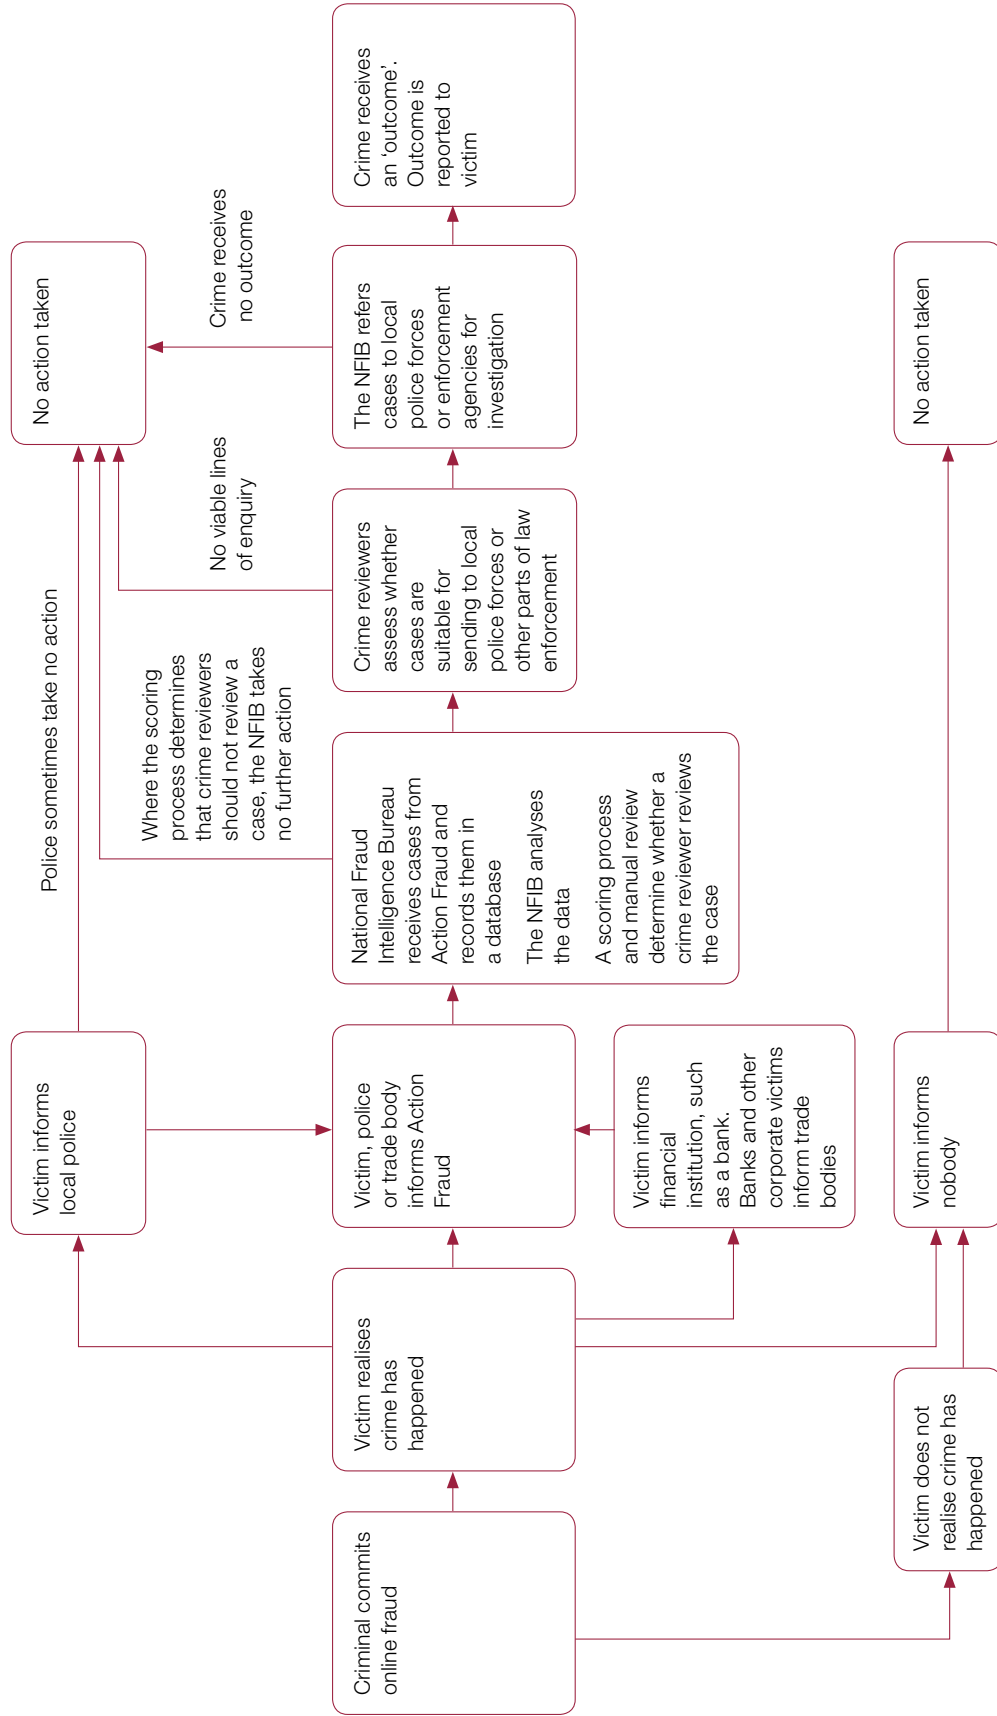 Criminal commits
online fraud
Victim realises
crime has
happened
Victim does not
realise crime has
happened
Victim informs
local police
Victim, police
or trade body
informs Action
Fraud
Victim informs
financial
institution, such
as a bank.
Banks and other
corporate victims
inform trade
bodies
Victim informs
nobody
Police sometimes take no action
Where the scoring
process determines
that crime reviewers
should not review a
case, the NFIB takes
no further action
National Fraud
Intelligence Bureau
receives cases from
Action Fraud and
records them in
a database
The NFIB analyses
the data
A scoring process
and manual review
determine whether a
crime reviewer reviews
the case
No viable lines
of enquiry
Crime reviewers
assess whether
cases are
suitable for
sending to local
police forces or
other parts of law
enforcement
No action taken
Crime receives
no outcome
The NFIB refers
cases to local
police forces
or enforcement
agencies for
investigation
No action taken
Crime receives
an ‘outcome’.
Outcome is
reported to
victim